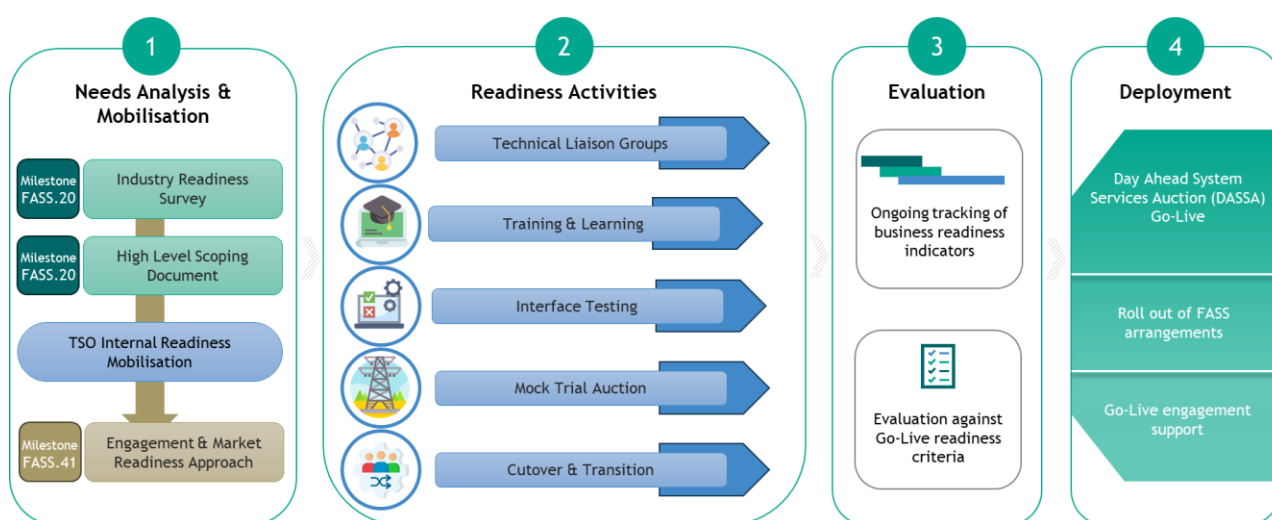 1
Needs Analysis &
Mobilisation
Milestone
FASS.20
Industry Readiness
Survey
Milestone
FASS.20
High Level Scoping
Document
TSO Internal Readiness
Mobilisation
Milestone
FASS.41
Engagement & Market
Readiness Approach
2
Readiness Activities
Technical Liaison Groups
Training & Learning
Interface Testing
Mock Trial Auction
Cutover & Transition
3
Evaluation
Ongoing tracking of
business readiness
indicators
Evaluation against
Go-Live readiness
criteria
4
Deployment
Day Ahead System
Services Auction (DASSA)
Go-Live
Roll out of FASS
arrangements
Go-Live engagement
support